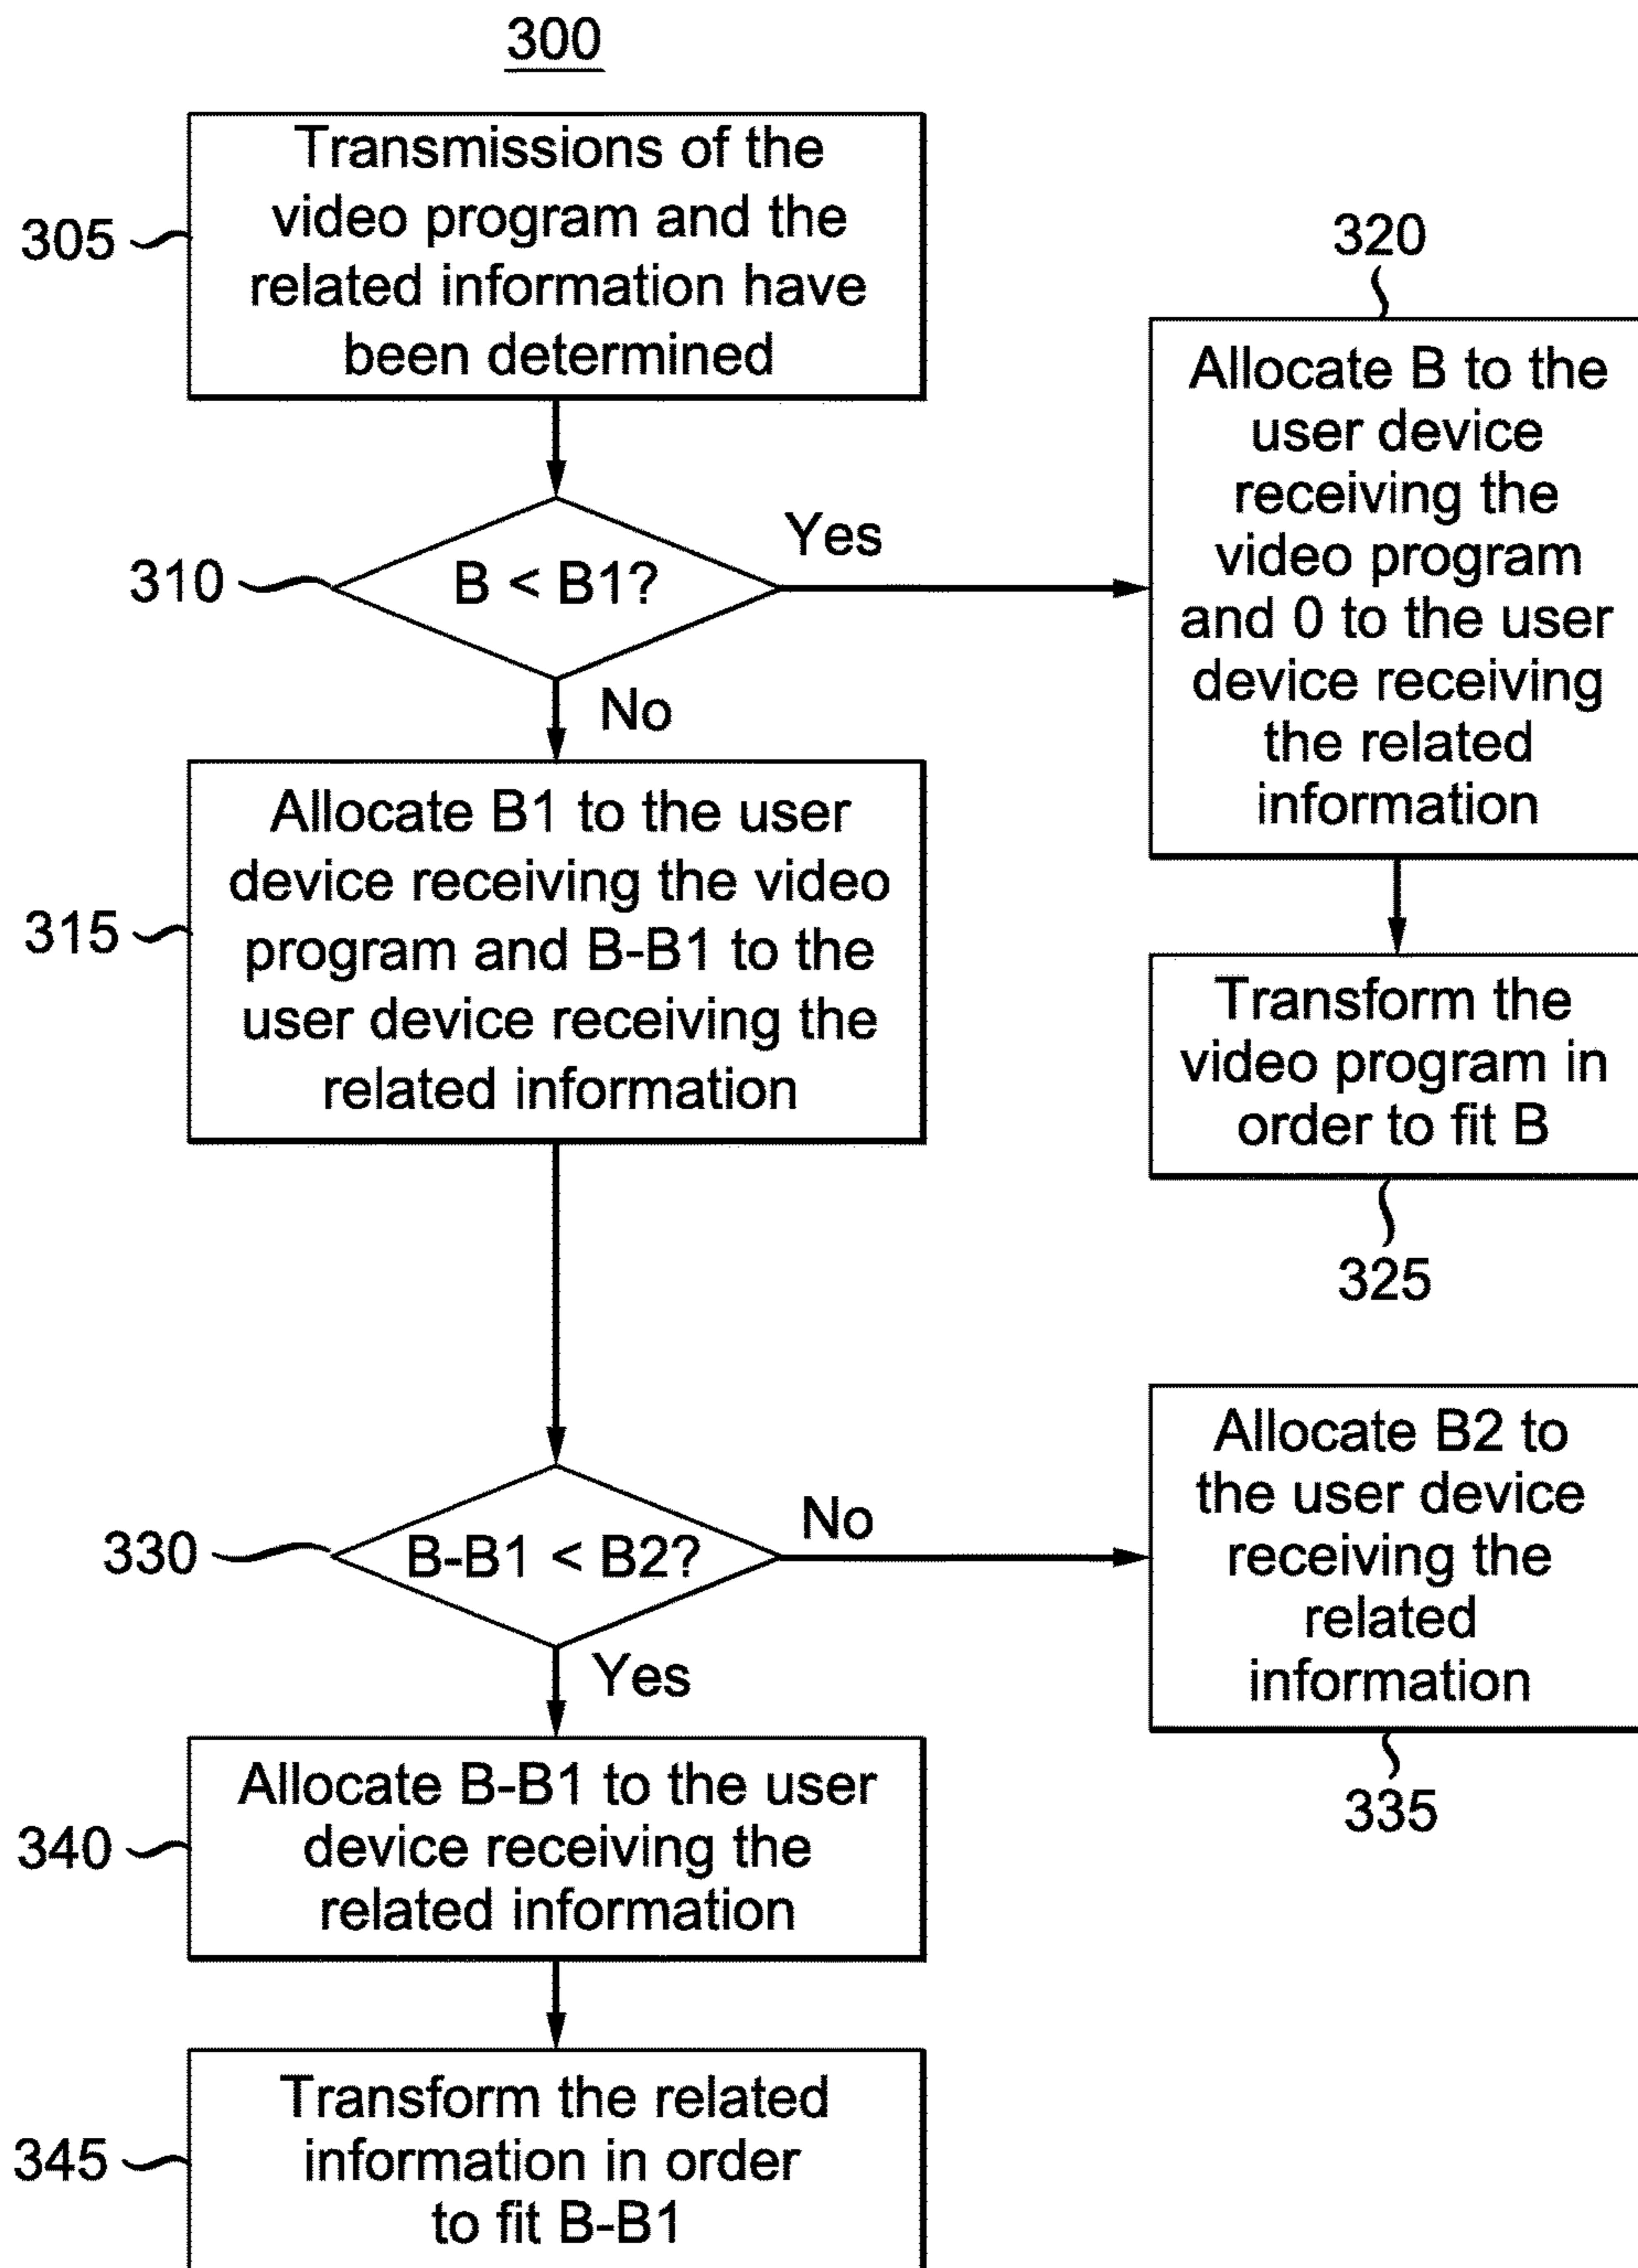 300
305
Transmissions of the
video program and the
related information have
been determined
310
B < B1?
Yes
No
320
Allocate B to the
user device
receiving the
video program
and 0 to the user
device receiving
the related
information
315
Allocate B1 to the user
device receiving the video
program and B-B1 to the
user device receiving the
related information
Transform the
video program in
order to fit B
325
330
B-B1 < B2?
No
Yes
Allocate B2 to
the user device
receiving the
related
information
335
340
Allocate B-B1 to the user
device receiving the
related information
345
Transform the related
information in order
to fit B-B1